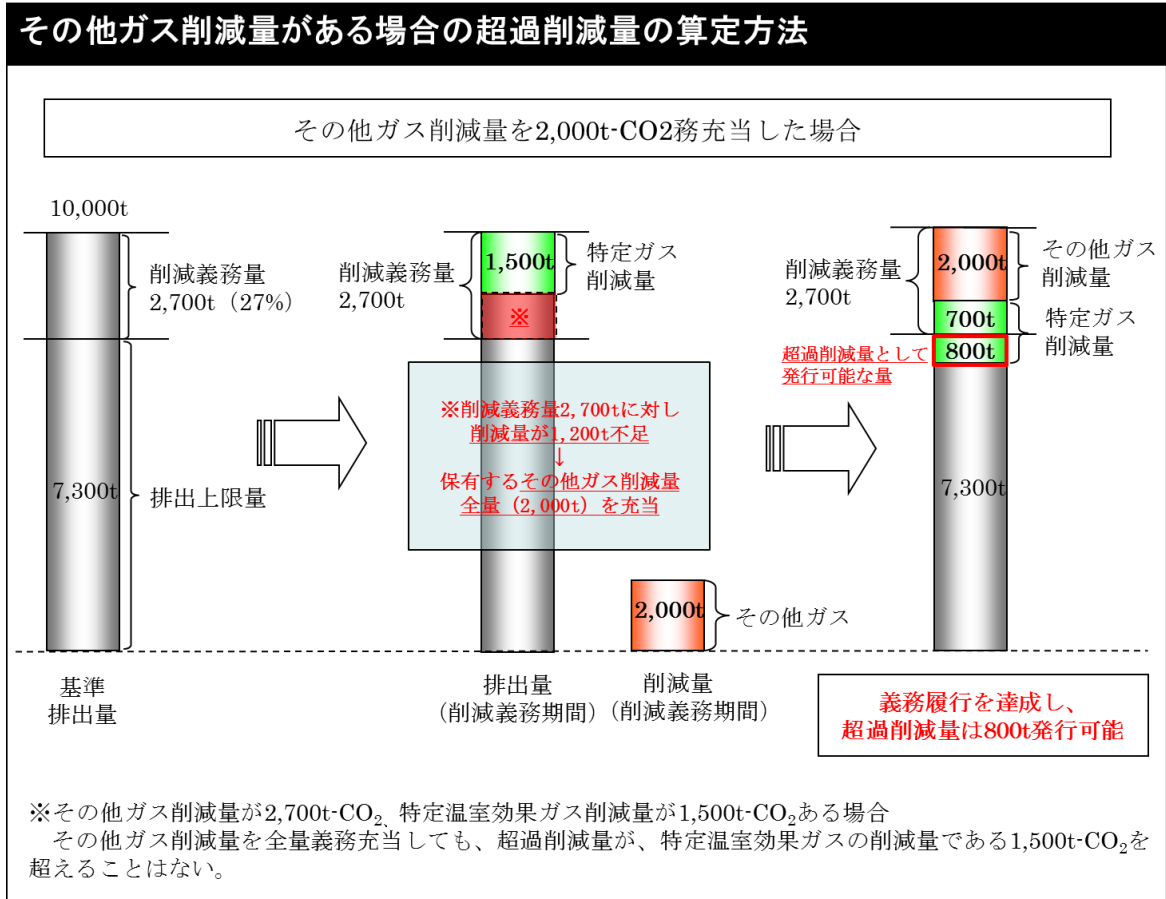 その他ガス削減量がある場合の超過削減量の算定方法
その他ガス削減量を2,000t-CO2務充当した場合
10,000t
削減義務量
2,700t（27%）
7,300t
排出上限量
基準
排出量
削減義務量
2,700t
1,500t
特定ガス
削減量
※
※削減義務量2,700tに対し
削減量が1,200t不足
↓
保有するその他ガス削減量
全量（2,000t）を充当
2,000t
その他ガス
排出量
（削減義務期間）
削減量
（削減義務期間）
削減義務量
2,700t
2,000t
その他ガス
削減量
700t
特定ガス
削減量
800t
超過削減量として
発行可能な量
7,300t
義務履行を達成し、
超過削減量は800t発行可能
※その他ガス削減量が2,700t-CO₂、特定温室効果ガス削減量が1,500t-CO₂ある場合
その他ガス削減量を全量義務充当しても、超過削減量が、特定温室効果ガスの削減量である1,500t-CO₂を
超えることはない。